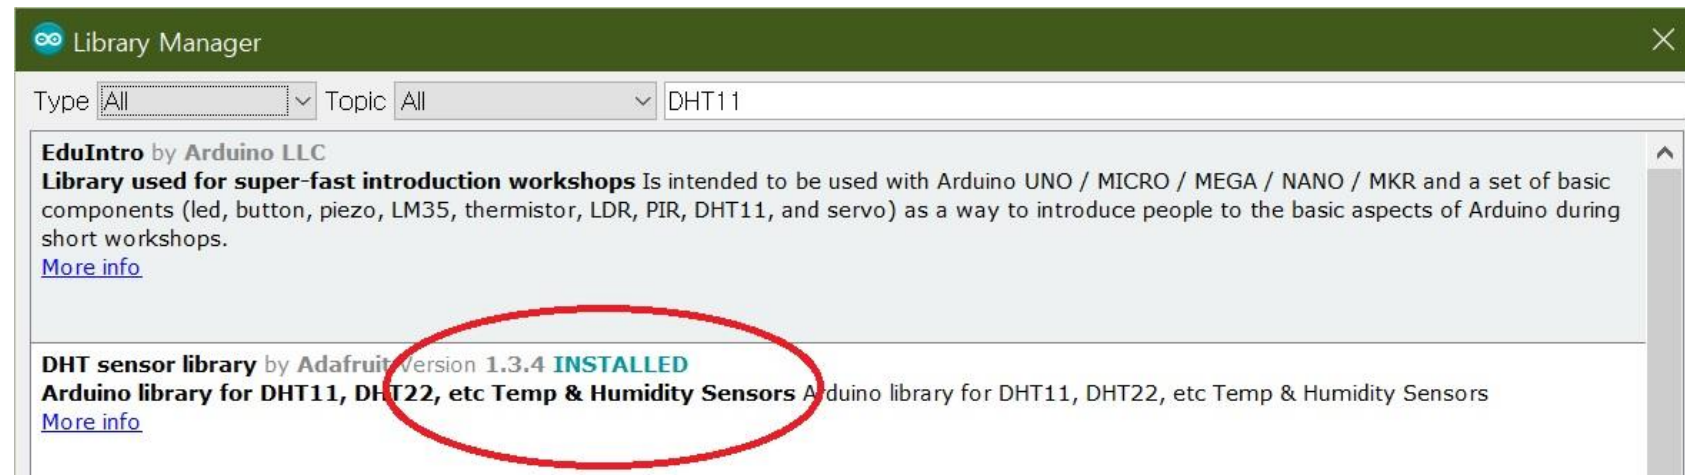 Library Manager
Type All Topic All DHT11
EduIntro by Arduino LLC
Library used for super-fast introduction workshops Is intended to be used with Arduino UNO / MICRO / MEGA / NANO / MKR and a set of basic
components (led, button, piezo, LM35, thermistor, LDR, PIR, DHT11, and servo) as a way to introduce people to the basic aspects of Arduino during
short workshops.
More info
DHT sensor library by Adafruit Version 1.3.4 INSTALLED
Arduino library for DHT11, DHT22, etc Temp & Humidity Sensors Arduino library for DHT11, DHT22, etc Temp & Humidity Sensors
More info